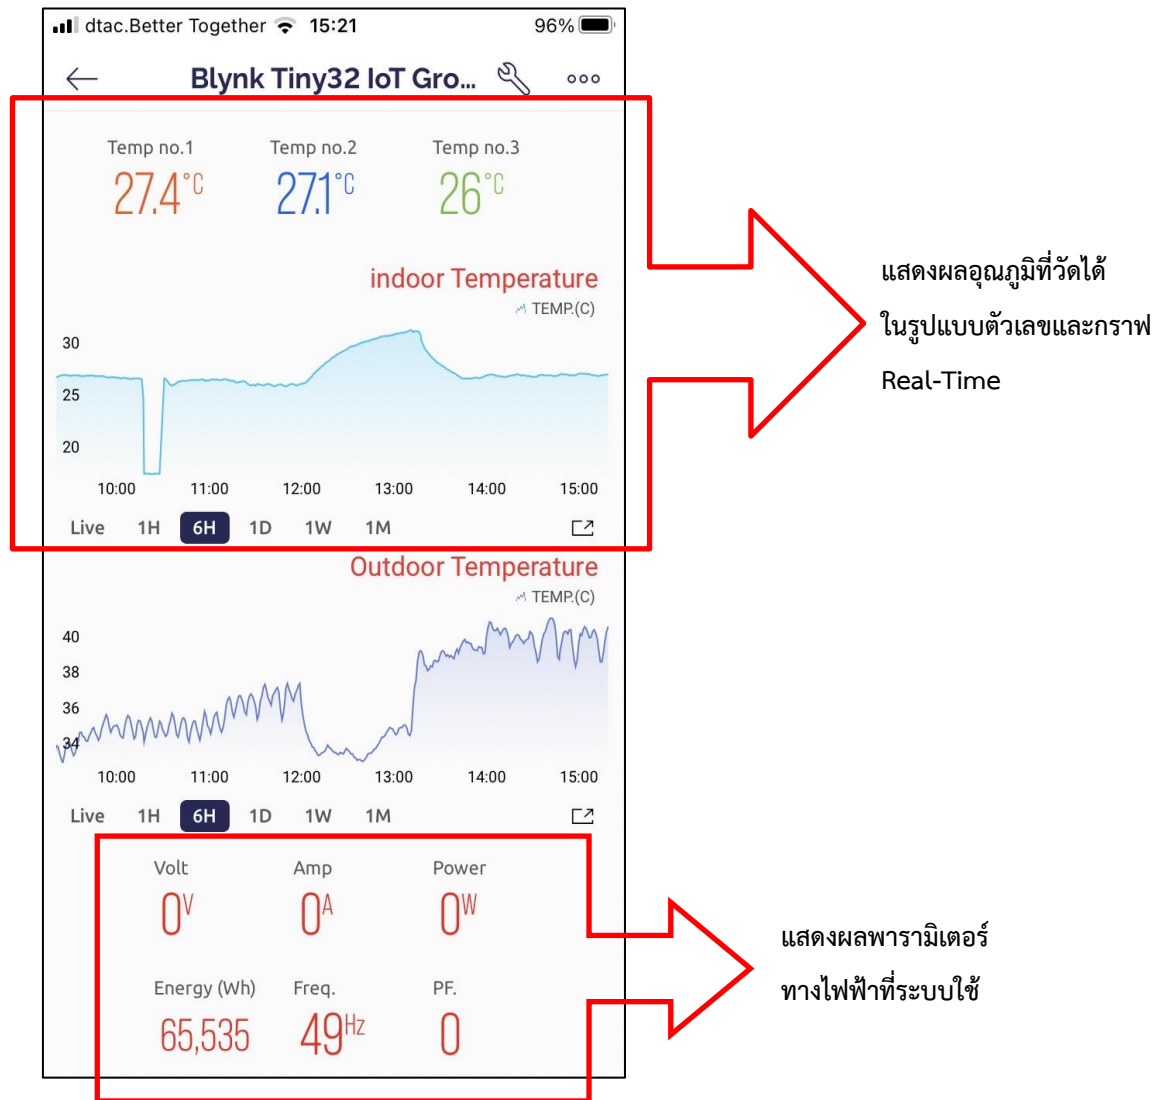 dtac.Better Together 15:21 96%
Blynk Tiny32 IoT Gro...
Temp no.1 Temp no.2 Temp no.3
27.4°C 27.1°C 26°C
indoor Temperature
TEMP.(C)
30
25
20
10:00 11:00 12:00 13:00 14:00 15:00
Live 1H 6H 1D 1W 1M
แสดงผลอุณภูมิที่วัดได้
ในรูปแบบตัวเลขและกราฟ
Real-Time
Outdoor Temperature
TEMP.(C)
40
38
36
34
10:00 11:00 12:00 13:00 14:00 15:00
Live 1H 6H 1D 1W 1M
Volt Amp Power
0V 0A 0W
Energy (Wh) Freq. PF.
65,535 49Hz 0
แสดงผลพารามิเตอร์
ทางไฟฟ้าที่ระบบใช้